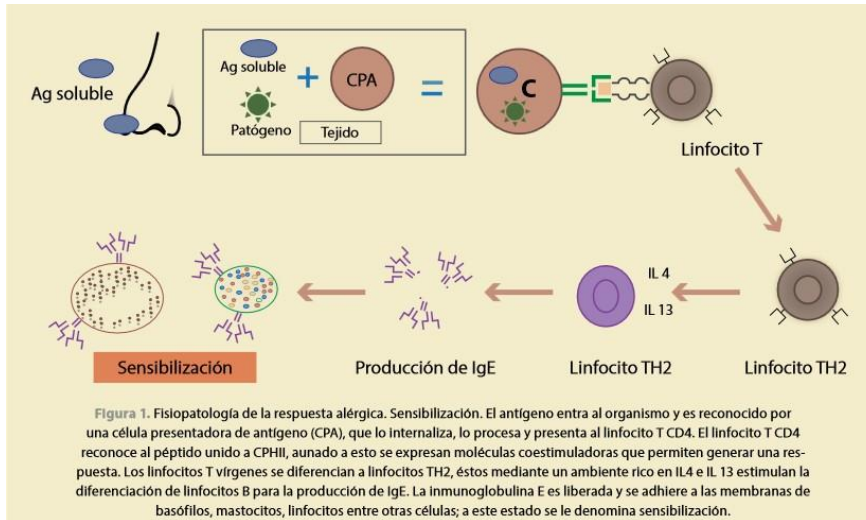 Ag soluble
Ag soluble
Patógeno
CPA
Tejido
C
Linfocito T
IL 4
IL 13
Sensibilización
Producción de IgE
Linfocito TH2
Linfocito TH2
Figura 1. Fisiopatología de la respuesta alérgica. Sensibilización. El antígeno entra al organismo y es reconocido por
una célula presentadora de antígeno (CPA), que lo internaliza, lo procesa y presenta al linfocito T CD4. El linfocito T CD4
reconoce al péptido unido a CPHII, aunado a esto se expresan moléculas coestimuladoras que permiten generar una res-
puesta. Los linfocitos T vírgenes se diferencian a linfocitos TH2, éstos mediante un ambiente rico en IL4 e IL 13 estimulan la
diferenciación de linfocitos B para la producción de IgE. La inmunoglobulina E es liberada y se adhiere a las membranas de
basófilos, mastocitos, linfocitos entre otras células; a este estado se le denomina sensibilización.